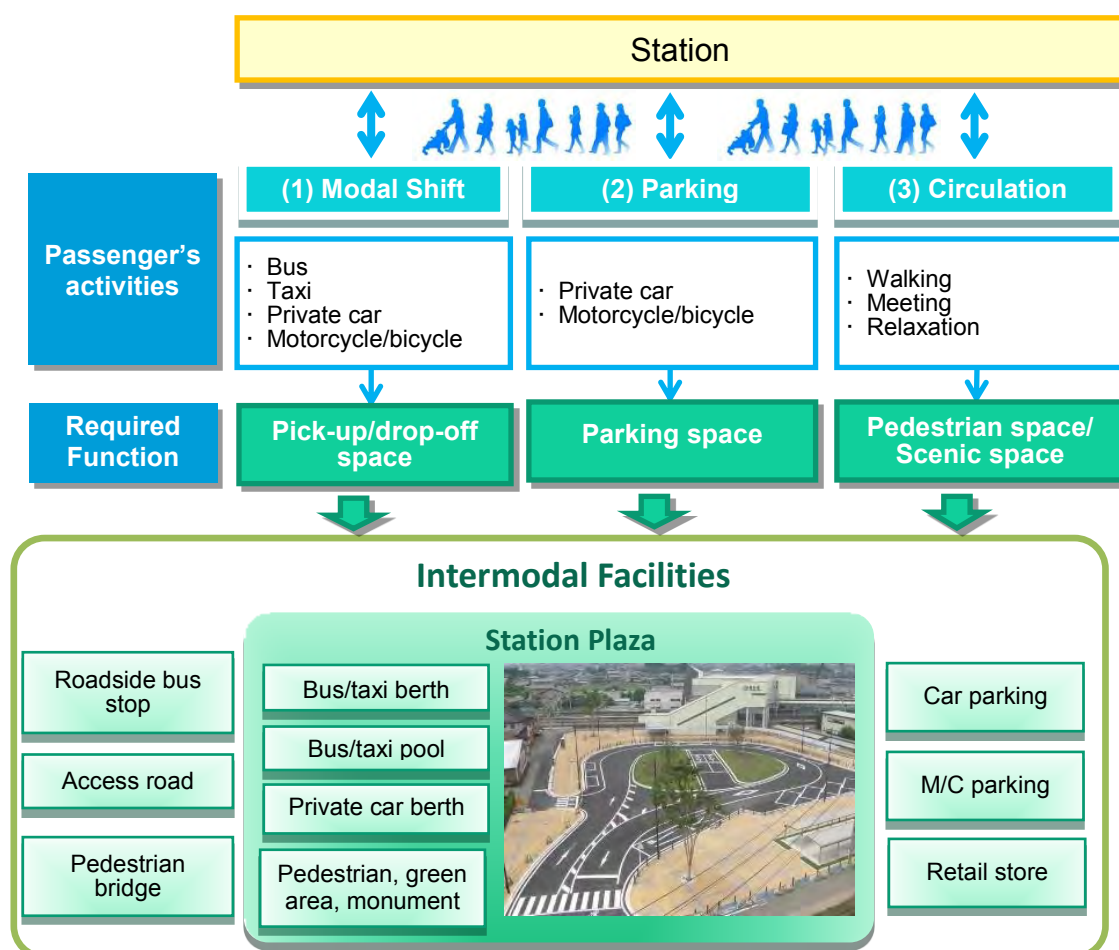 Station
(1) Modal Shift
(2) Parking
(3) Circulation
Passenger’s
activities
· Bus
· Taxi
· Private car
· Motorcycle/bicycle
· Private car
· Motorcycle/bicycle
· Walking
· Meeting
· Relaxation
Required
Function
Pick-up/drop-off
space
Parking space
Pedestrian space/
Scenic space
Intermodal Facilities
Station Plaza
Roadside bus
stop
Access road
Pedestrian
bridge
Bus/taxi berth
Bus/taxi pool
Private car berth
Pedestrian, green
area, monument
Car parking
M/C parking
Retail store